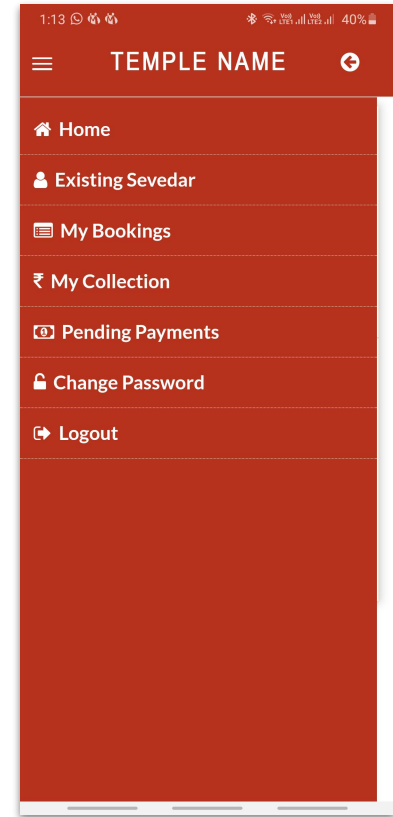 1:13 40%
TEMPLE NAME
Home
Existing Sevedar
My Bookings
₹ My Collection
Pending Payments
Change Password
Logout